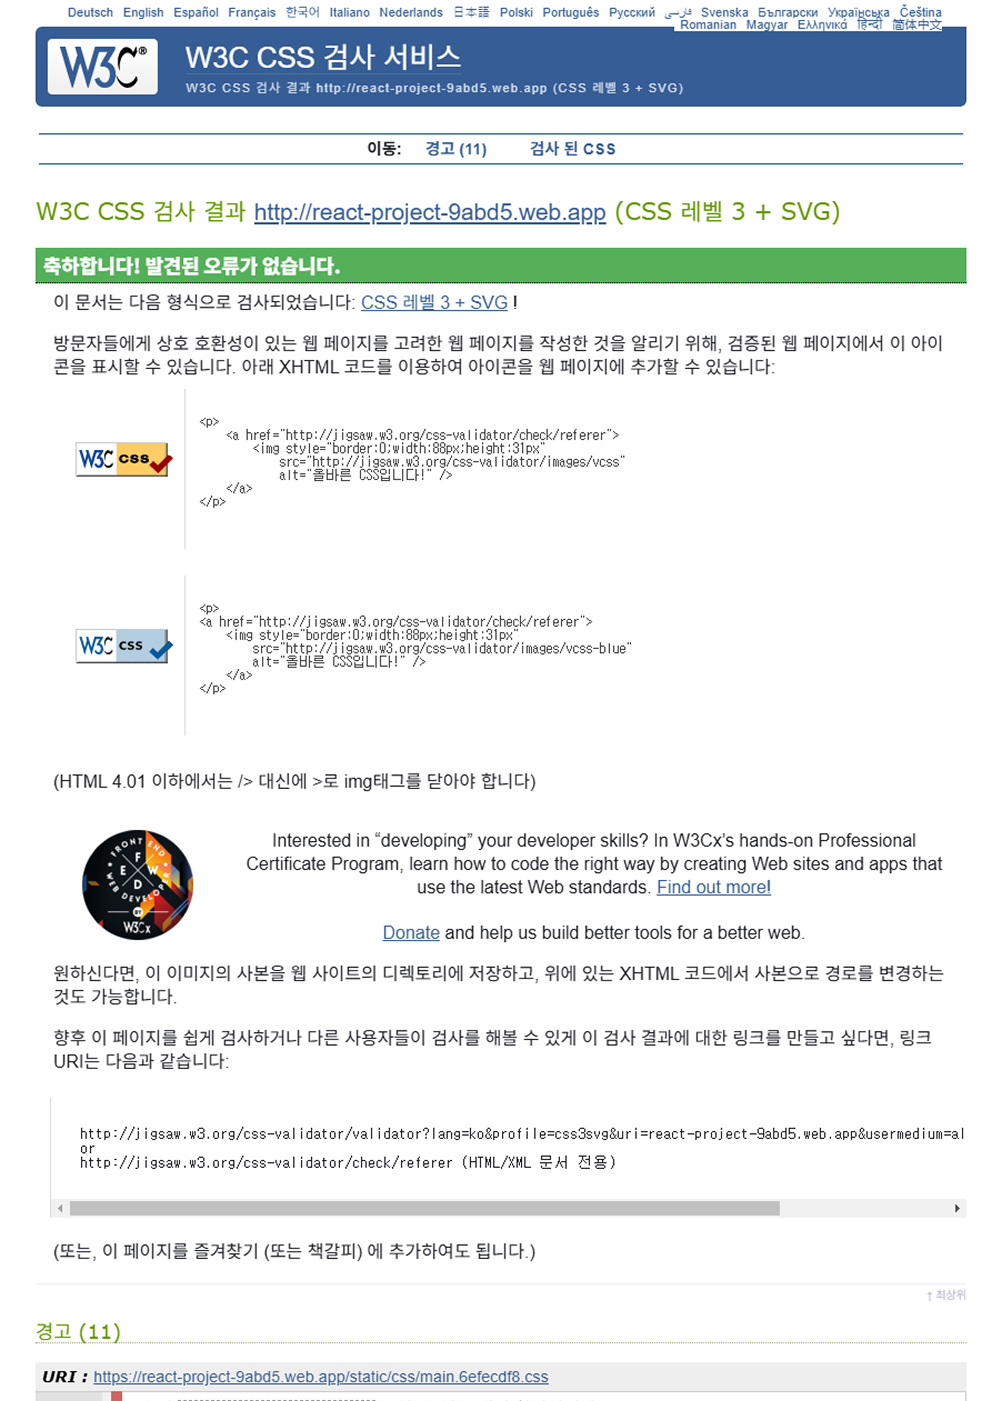 Deutsch English Español Français 한국어 Italiano Nederlands 日本語 Polski Português Русский فارسی Svenska Български Українська Čeština
Romanian Magyar Ελληνικά हिन्दी 简体中文
W3C®
W3C CSS 검사 서비스
W3C CSS 검사 결과 http://react-project-9abd5.web.app (CSS 레벨 3 + SVG)
이동: 경고 (11) 검사 된 CSS
W3C CSS 검사 결과 http://react-project-9abd5.web.app (CSS 레벨 3 + SVG)
축하합니다! 발견된 오류가 없습니다.
이 문서는 다음 형식으로 검사되었습니다: CSS 레벨 3 + SVG !
방문자들에게 상호 호환성이 있는 웹 페이지를 고려한 웹 페이지를 작성한 것을 알리기 위해, 검증된 웹 페이지에서 이 아이
콘을 표시할 수 있습니다. 아래 XHTML 코드를 이용하여 아이콘을 웹 페이지에 추가할 수 있습니다:
W3C css
<p>
<a href="http://jigsaw.w3.org/css-validator/check/referer">
<img style="border:0;width:88px;height:31px"
src="http://jigsaw.w3.org/css-validator/images/vcss"
alt="올바른 CSS입니다!" />
</a>
</p>
W3C css
<p>
<a href="http://jigsaw.w3.org/css-validator/check/referer">
<img style="border:0;width:88px;height:31px"
src="http://jigsaw.w3.org/css-validator/images/vcss-blue"
alt="올바른 CSS입니다!" />
</a>
</p>
(HTML 4.01 이하에서는 /> 대신에 >로 img태그를 닫아야 합니다)
FRONT END
WEB DEVELOPER
F
E W
D
BY
W3Cx
Interested in “developing” your developer skills? In W3Cx’s hands-on Professional
Certificate Program, learn how to code the right way by creating Web sites and apps that
use the latest Web standards. Find out more!
Donate and help us build better tools for a better web.
원하신다면, 이 이미지의 사본을 웹 사이트의 디렉토리에 저장하고, 위에 있는 XHTML 코드에서 사본으로 경로를 변경하는
것도 가능합니다.
향후 이 페이지를 쉽게 검사하거나 다른 사용자들이 검사를 해볼 수 있게 이 검사 결과에 대한 링크를 만들고 싶다면, 링크
URI는 다음과 같습니다:
http://jigsaw.w3.org/css-validator/validator?lang=ko&profile=css3svg&uri=react-project-9abd5.web.app&usermedium=al
or
http://jigsaw.w3.org/css-validator/check/referer (HTML/XML 문서 전용)
(또는, 이 페이지를 즐겨찾기 (또는 책갈피) 에 추가하여도 됩니다.)
↑ 최상위
경고 (11)
URI : https://react-project-9abd5.web.app/static/css/main.6efecdf8.css